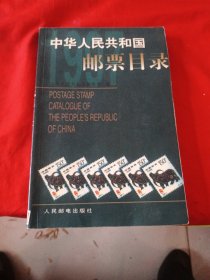 中华人民共和国
邮票目录
POSTAGE STAMP
CATALOGUE OF
THE PEOPLE'S REPUBLIC
OF CHINA
人民邮电出版社